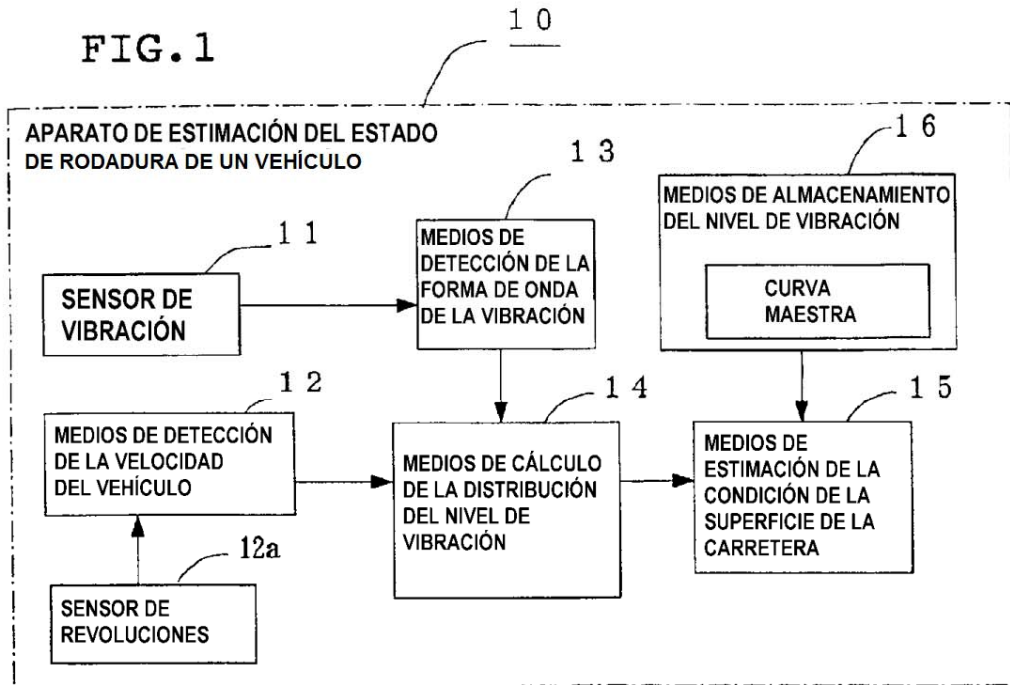 FIG.1
10
APARATO DE ESTIMACIÓN DEL ESTADO
DE RODADURA DE UN VEHÍCULO
11
SENSOR DE
VIBRACIÓN
13
MEDIOS DE
DETECCIÓN DE LA
FORMA DE ONDA
DE LA VIBRACIÓN
16
MEDIOS DE ALMACENAMIENTO
DEL NIVEL DE VIBRACIÓN
CURVA
MAESTRA
12
MEDIOS DE DETECCIÓN
DE LA VELOCIDAD
DEL VEHÍCULO
14
MEDIOS DE CÁLCULO
DE LA DISTRIBUCIÓN
DEL NIVEL DE
VIBRACIÓN
15
MEDIOS DE
ESTIMACIÓN DE LA
CONDICIÓN DE LA
SUPERFICIE DE LA
CARRETERA
12a
SENSOR DE
REVOLUCIONES